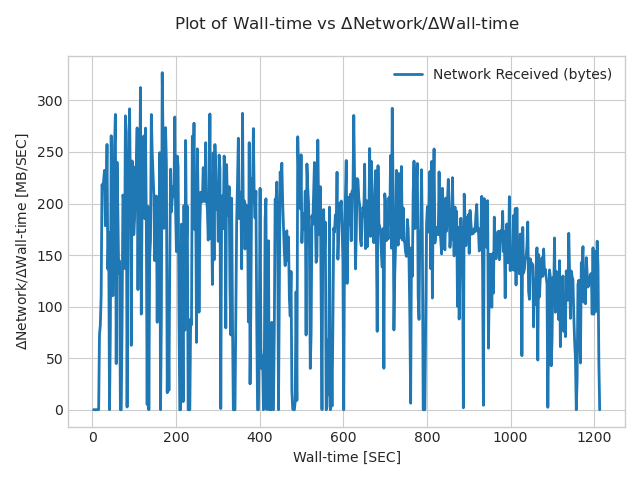 Plot of Wall-time vs ΔNetwork/ΔWall-time
Network Received (bytes)
ΔNetwork/ΔWall-time [MB/SEC]
300
250
200
150
100
50
0
0 200 400 600 800 1000 1200
Wall-time [SEC]